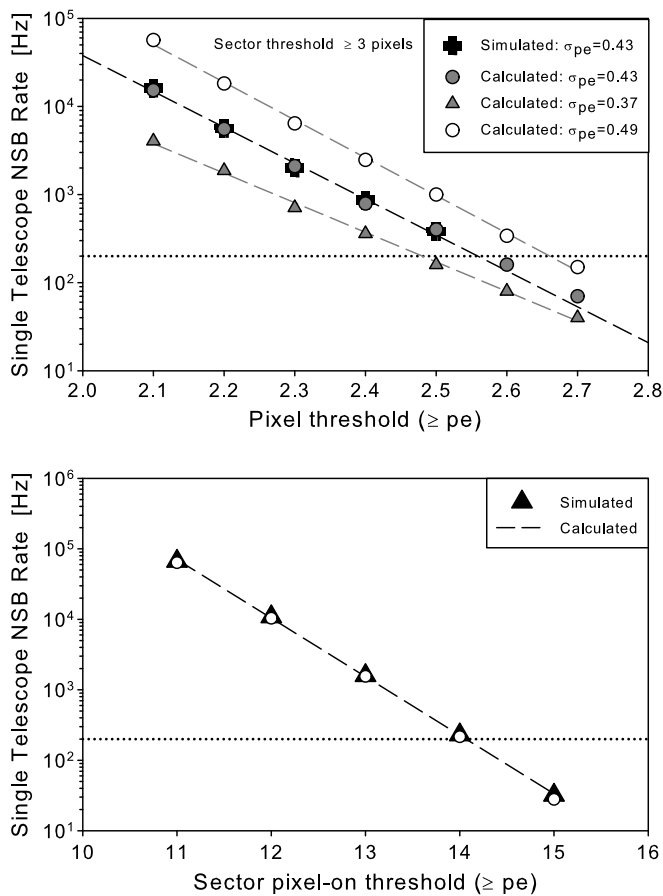 Single Telescope NSB Rate [Hz]
10^5
10^4
10^3
10^2
10^1
Sector threshold ≥ 3 pixels
Simulated: σpe=0.43
Calculated: σpe=0.43
Calculated: σpe=0.37
Calculated: σpe=0.49
2.0 2.1 2.2 2.3 2.4 2.5 2.6 2.7 2.8
Pixel threshold (≥ pe)
Single Telescope NSB Rate [Hz]
10^6
10^5
10^4
10^3
10^2
10^1
Simulated
Calculated
10 11 12 13 14 15 16
Sector pixel-on threshold (≥ pe)